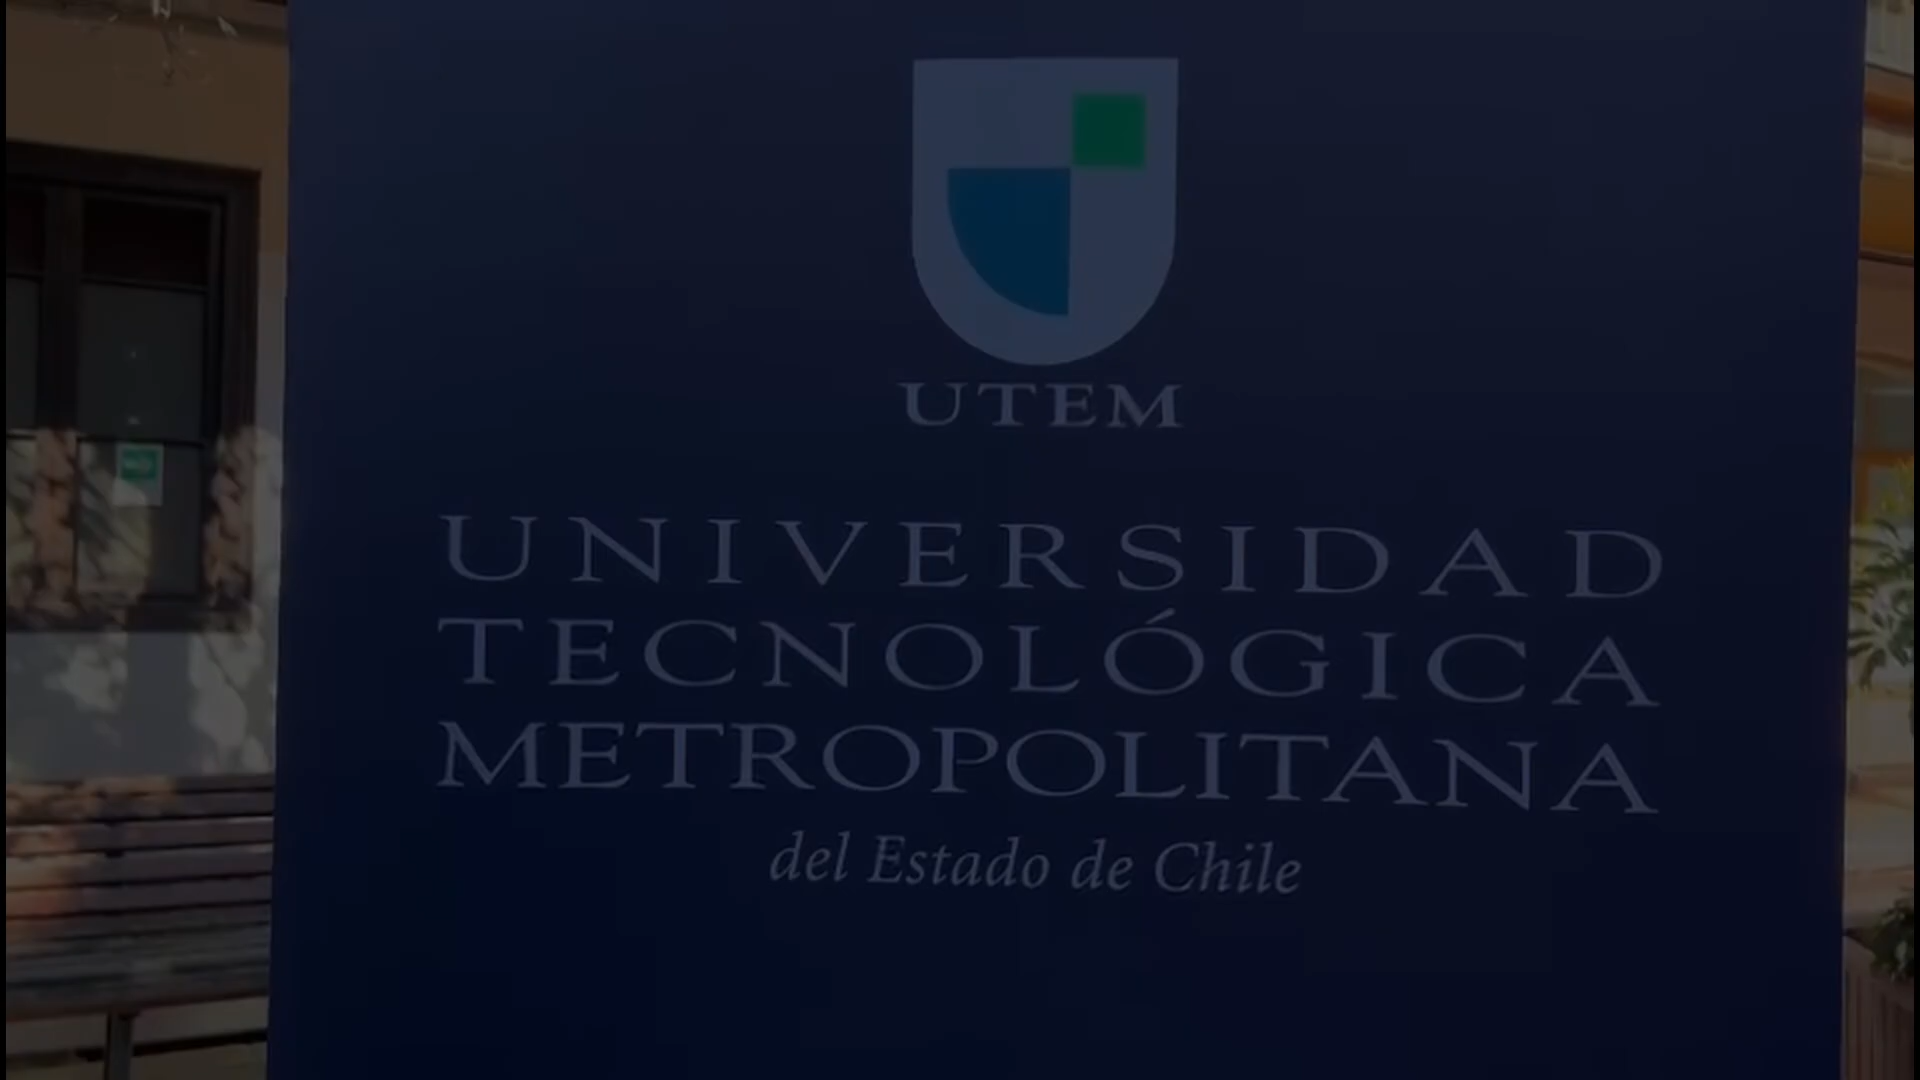 UTEM
UNIVERSIDAD
TECNOLÓGICA
METROPOLITANA
del Estado de Chile